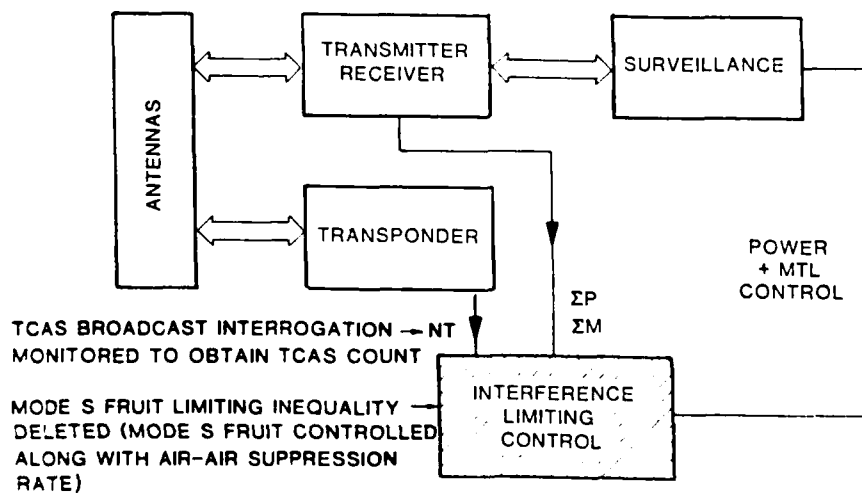 TRANSMITTER
RECEIVER
SURVEILLANCE
ANTENNAS
TRANSPONDER
POWER
+ MTL
CONTROL
ΣP
ΣM
TCAS BROADCAST INTERROGATION → NT
MONITORED TO OBTAIN TCAS COUNT
INTERFERENCE
LIMITING
CONTROL
MODE S FRUIT LIMITING INEQUALITY →
DELETED (MODE S FRUIT CONTROLLED
ALONG WITH AIR-AIR SUPPRESSION
RATE)